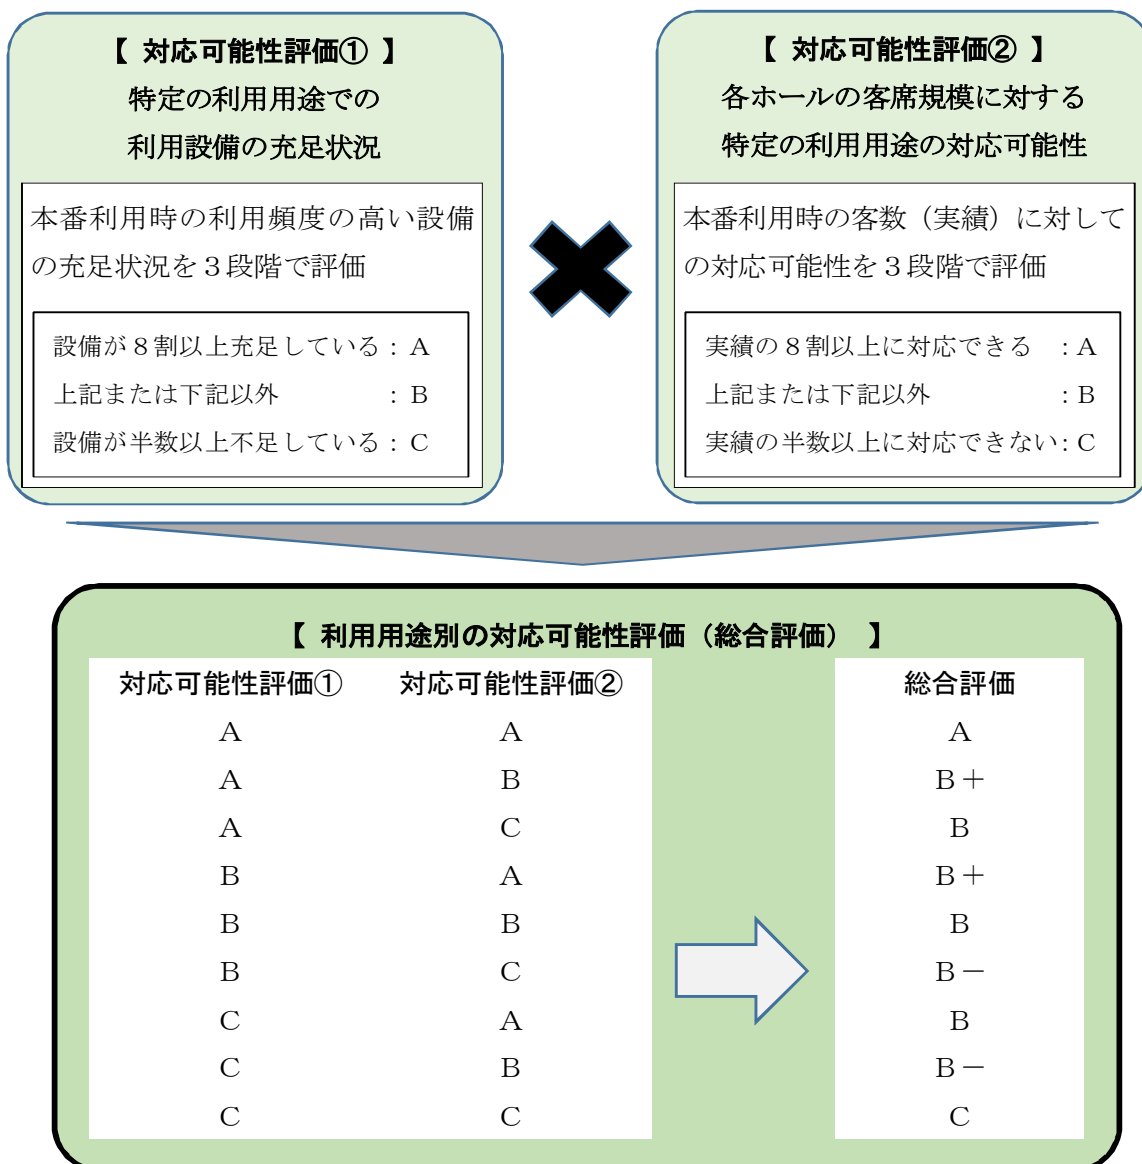 【 対応可能性評価① 】
特定の利用用途での
利用設備の充足状況
本番利用時の利用頻度の高い設備
の充足状況を３段階で評価
設備が８割以上充足している：A
上記または下記以外　　　　：B
設備が半数以上不足している：C
【 対応可能性評価② 】
各ホールの客席規模に対する
特定の利用用途の対応可能性
本番利用時の客数（実績）に対して
の対応可能性を３段階で評価
実績の８割以上に対応できる　：A
上記または下記以外　　　　　：B
実績の半数以上に対応できない：C
【 利用用途別の対応可能性評価（総合評価） 】
対応可能性評価①　対応可能性評価②　総合評価
A　A　A
A　B　B＋
A　C　B
B　A　B＋
B　B　B
B　C　B－
C　A　B
C　B　B－
C　C　C